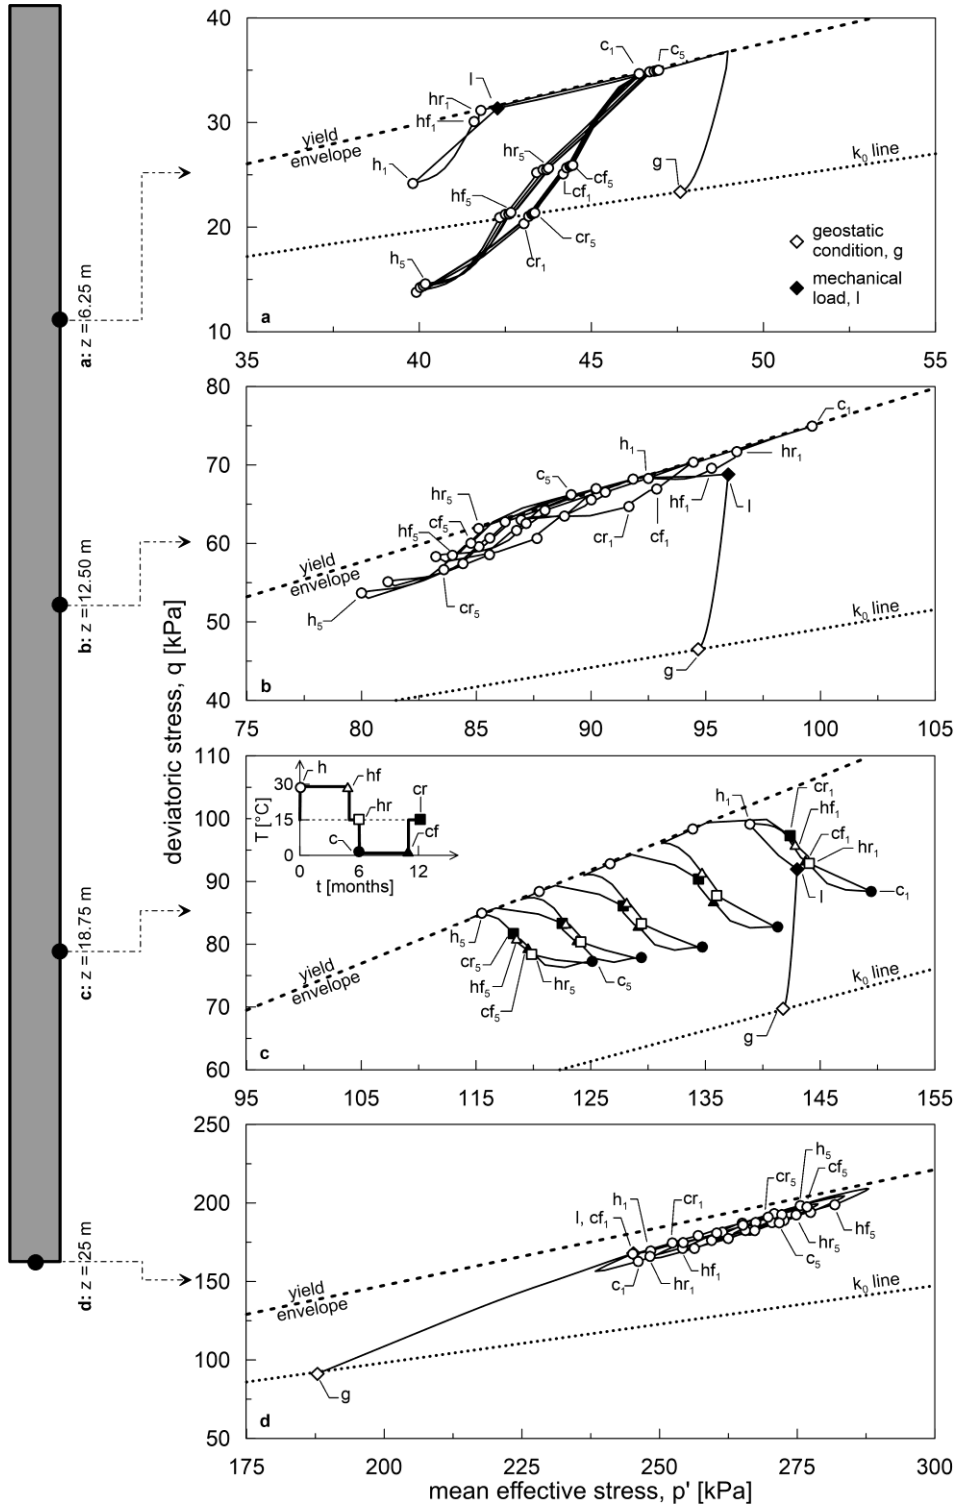 deviatoric stress, q [kPa]
a: z = 6.25 m
b: z = 12.50 m
c: z = 18.75 m
d: z = 25 m
40
30
20
10
c₁
c₅
l
hr₁
hf₁
h₁
yield
envelope
hr₅
cf₅
cf₁
hf₅
h₅
cr₅
cr₁
g
k₀ line
geostatic
condition, g
mechanical
load, l
a
35 40 45 50 55
80
70
60
50
40
c₁
h₁
hr₁
c₅
hr₅
cf₅
hf₅
hf₁
l
cr₁
cf₁
yield
envelope
h₅
cr₅
k₀ line
g
b
75 80 85 90 95 100 105
110
100
90
80
70
60
h
hf
30
T [°C]
15
hr
cr
c
cf
0
0 6 12
t [months]
h₁
cr₁
hf₁
cf₁
hr₁
c₁
l
h₅
cr₅
hf₅
hr₅
c₅
cf₅
yield
envelope
k₀ line
g
c
95 105 115 125 135 145 155
250
200
150
100
50
h₅
cf₅
cr₅
h₁
cr₁
l, cf₁
hf₅
hr₅
c₅
hf₁
c₁
hr₁
yield
envelope
k₀ line
g
d
175 200 225 250 275 300
mean effective stress, p' [kPa]